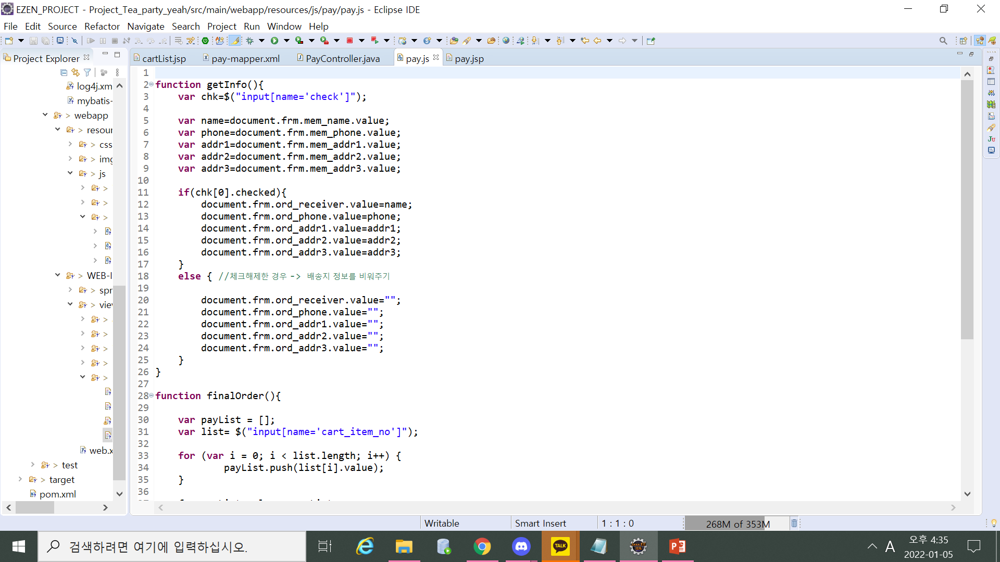 EZEN_PROJECT - Project_Tea_party_yeah/src/main/webapp/resources/js/pay/pay.js - Eclipse IDE
File Edit Source Refactor Navigate Search Project Run Window Help
Project Explorer
cartList.jsp pay-mapper.xml PayController.java pay.js pay.jsp
log4j.xm
mybatis-
> webapp
> resour
> css
> img
> js
>
>
>
> WEB-I
> spr
> view
>
>
>
>
>
web.x
> test
> target
pom.xml
1
2 function getInfo(){
3 var chk=$("input[name='check']");
4
5 var name=document.frm.mem_name.value;
6 var phone=document.frm.mem_phone.value;
7 var addr1=document.frm.mem_addr1.value;
8 var addr2=document.frm.mem_addr2.value;
9 var addr3=document.frm.mem_addr3.value;
10
11 if(chk[0].checked){
12 document.frm.ord_receiver.value=name;
13 document.frm.ord_phone.value=phone;
14 document.frm.ord_addr1.value=addr1;
15 document.frm.ord_addr2.value=addr2;
16 document.frm.ord_addr3.value=addr3;
17 }
18 else { //체크해제한 경우 -> 배송지 정보를 비워주기
19
20 document.frm.ord_receiver.value="";
21 document.frm.ord_phone.value="";
22 document.frm.ord_addr1.value="";
23 document.frm.ord_addr2.value="";
24 document.frm.ord_addr3.value="";
25 }
26 }
27
28 function finalOrder(){
29
30 var payList = [];
31 var list= $("input[name='cart_item_no']");
32
33 for (var i = 0; i < list.length; i++) {
34 payList.push(list[i].value);
35 }
36
Writable Smart Insert 1 : 1 : 0 268M of 353M
검색하려면 여기에 입력하십시오.
TALK
Java EE IDE
A
오후 4:35
2022-01-05